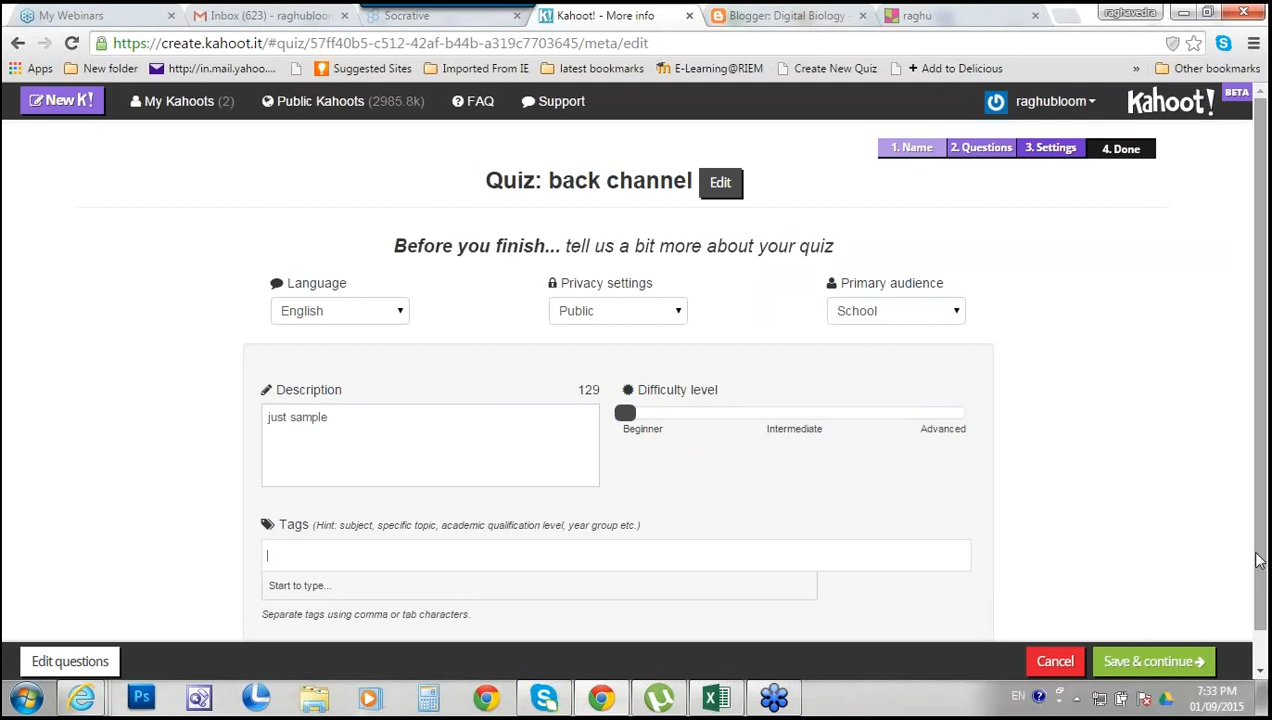 My Webinars
Inbox (623) - raghubloom
Socrative
Kahoot! - More info
Blogger: Digital Biology
raghu
raghavedra
https://create.kahoot.it/#quiz/57ff40b5-c512-42af-b44b-a319c7703645/meta/edit
Apps New folder http://in.mail.yahoo.... Suggested Sites Imported From IE latest bookmarks E-Learning@RIEM Create New Quiz + Add to Delicious » Other bookmarks
New K! My Kahoots (2) Public Kahoots (2985.8k) FAQ Support raghubloom Kahoot! BETA
1. Name 2. Questions 3. Settings 4. Done
Quiz: back channel Edit
Before you finish... tell us a bit more about your quiz
Language Privacy settings Primary audience
English Public School
Description 129 Difficulty level
just sample
Beginner Intermediate Advanced
Tags (Hint: subject, specific topic, academic qualification level, year group etc.)
Start to type...
Separate tags using comma or tab characters.
Edit questions Cancel Save & continue
EN 7:33 PM
01/09/2015